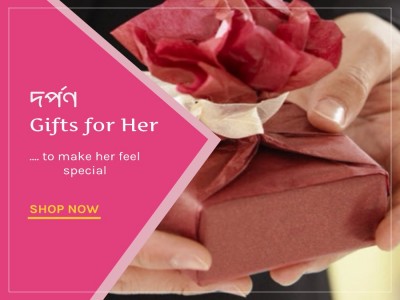 দর্পণ
Gifts for Her
.... to make her feel
special
SHOP NOW